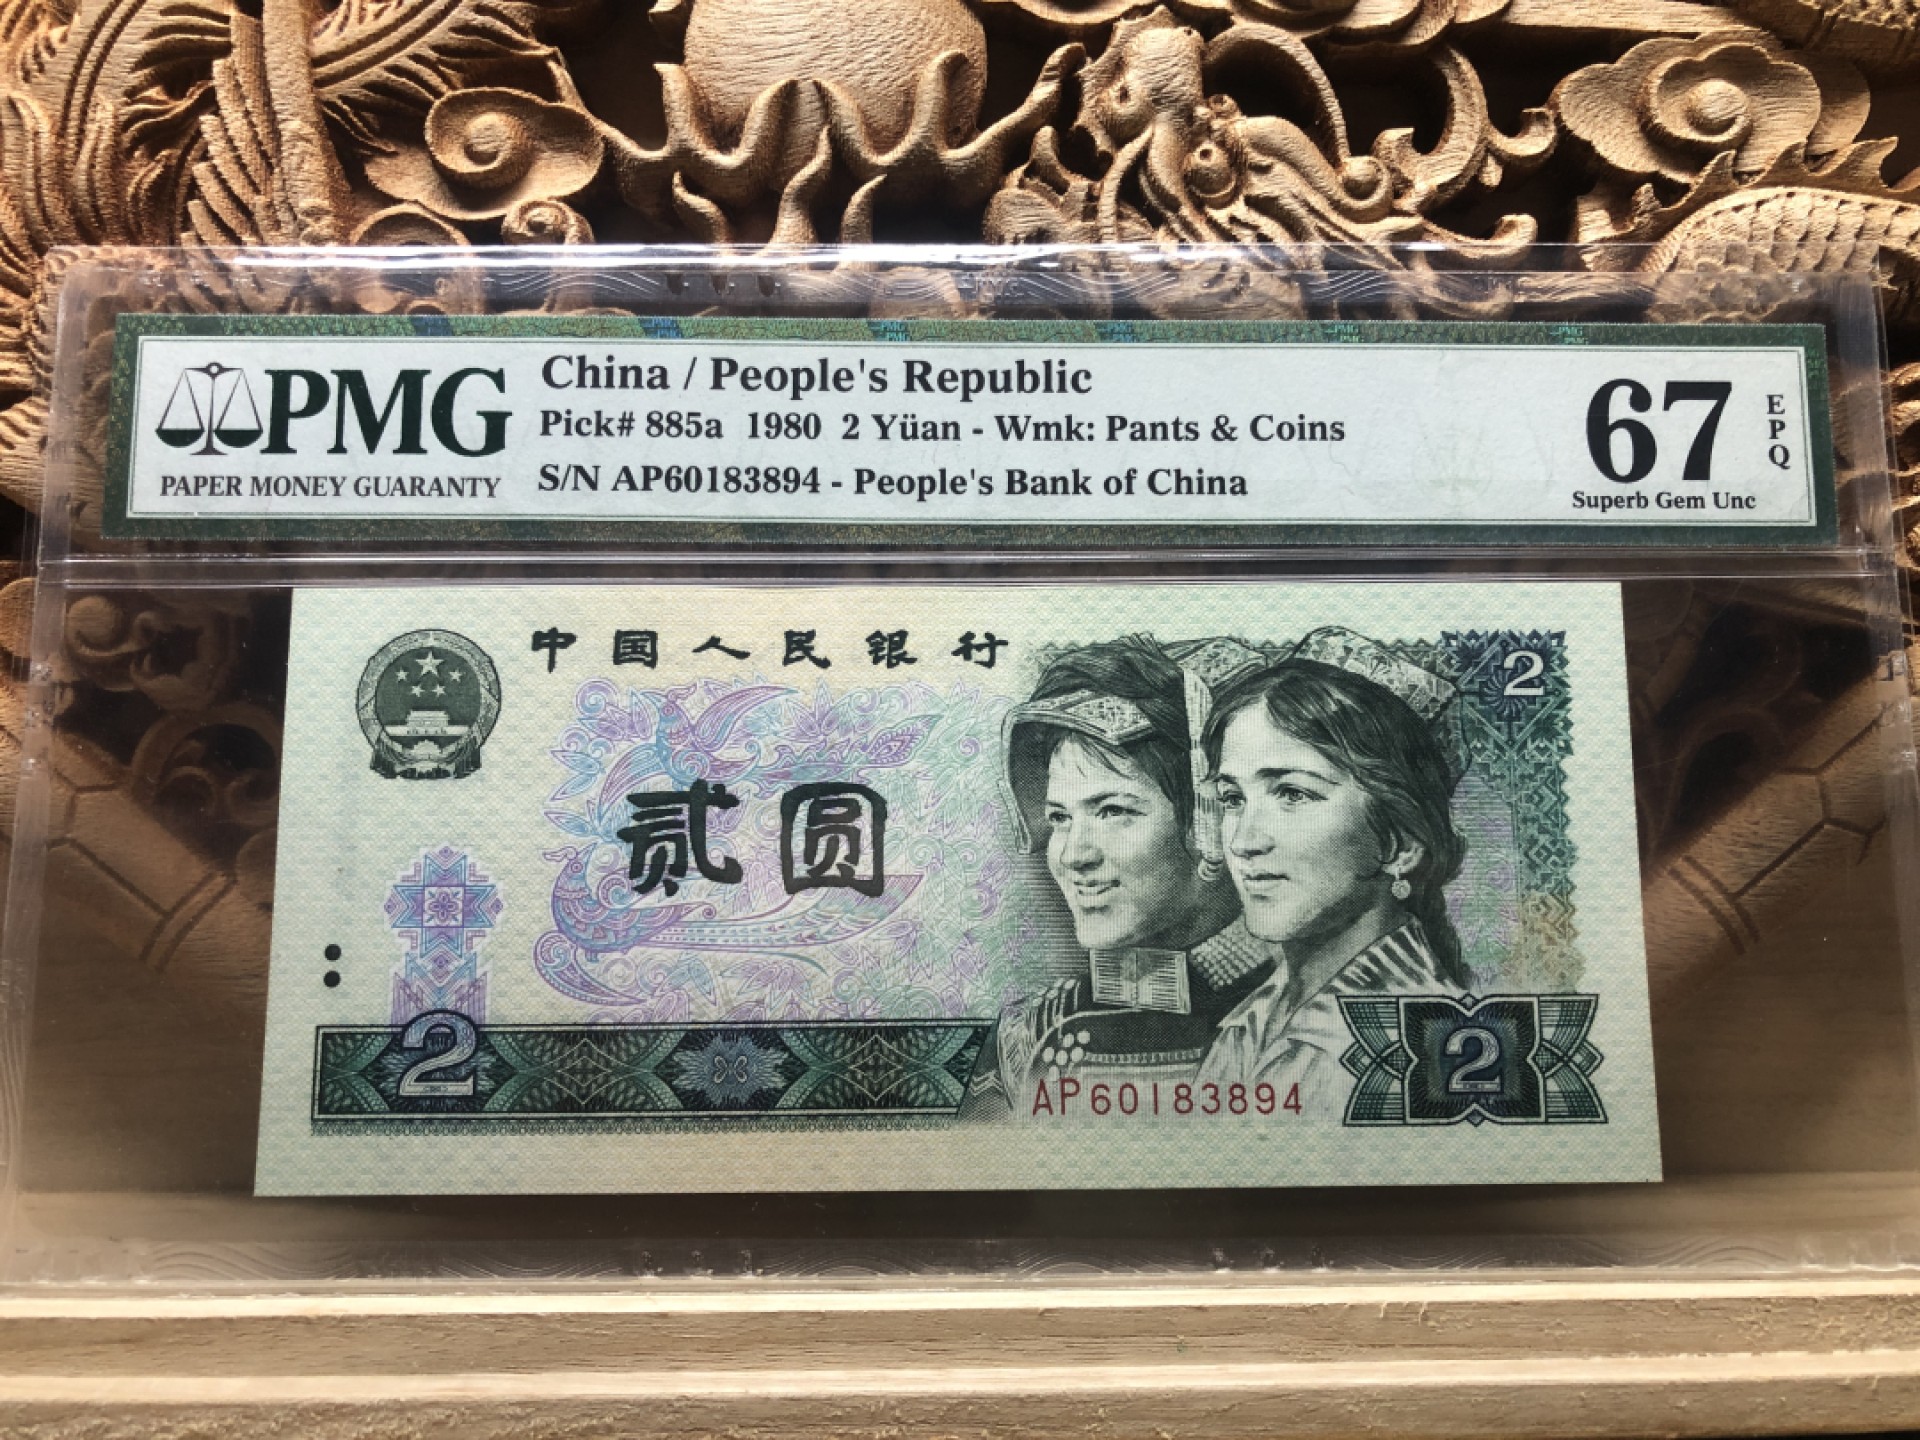 PMG
PAPER MONEY GUARANTY
China / People's Republic
Pick# 885a 1980 2 Yüan - Wmk: Pants & Coins
S/N AP60183894 - People's Bank of China
67
EPQ
Superb Gem Unc
中国人民银行
2
贰圆
2
AP60183894
2